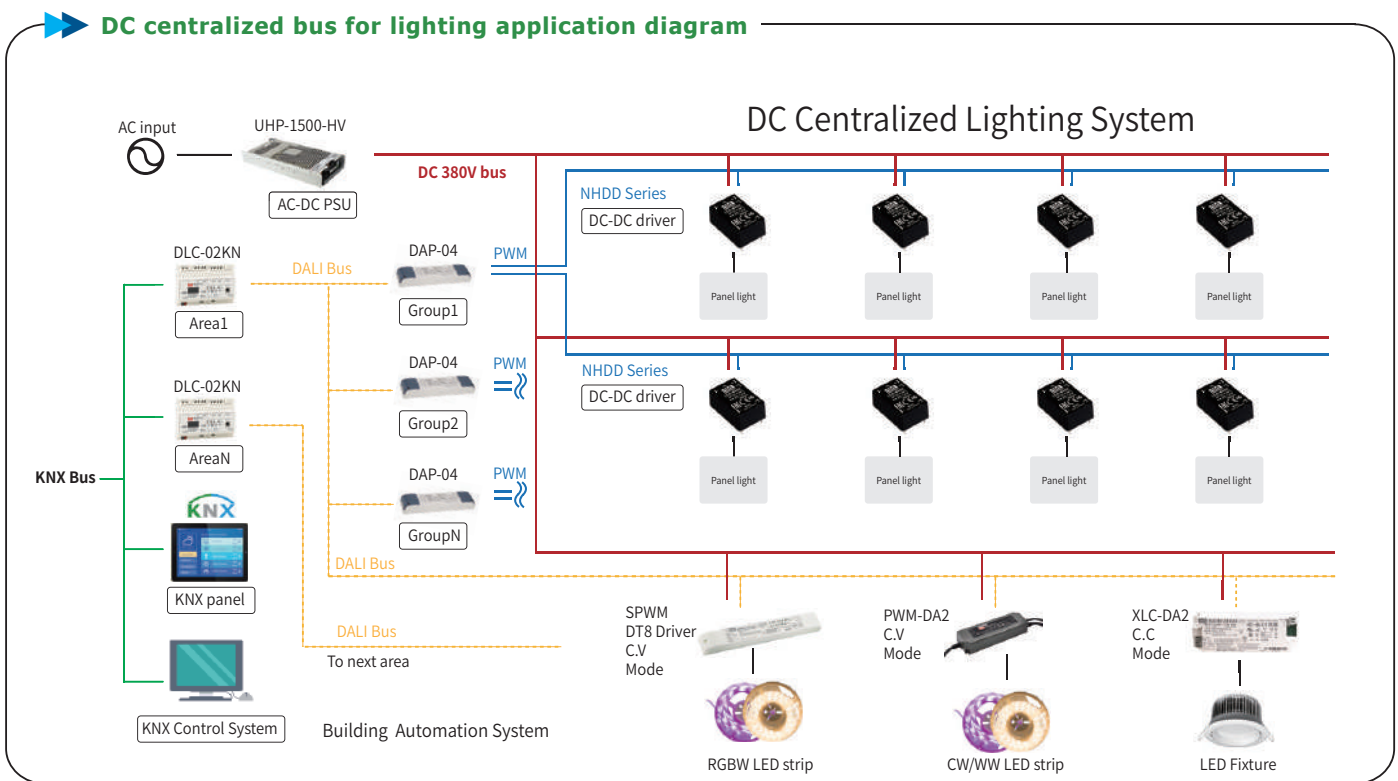 DC centralized bus for lighting application diagram
DC Centralized Lighting System
AC input
UHP-1500-HV
AC-DC PSU
DC 380V bus
NHDD Series
DC-DC driver
Panel light
Panel light
Panel light
Panel light
DLC-02KN
Area1
DALI Bus
DAP-04
PWM
Group1
DAP-04
PWM
Group2
NHDD Series
DC-DC driver
Panel light
Panel light
Panel light
Panel light
DLC-02KN
AreaN
DAP-04
PWM
GroupN
KNX Bus
KNX
KNX panel
DALI Bus
DALI Bus
To next area
KNX Control System
Building Automation System
SPWM
DT8 Driver
C.V
Mode
RGBW LED strip
PWM-DA2
C.V
Mode
CW/WW LED strip
XLC-DA2
C.C
Mode
LED Fixture